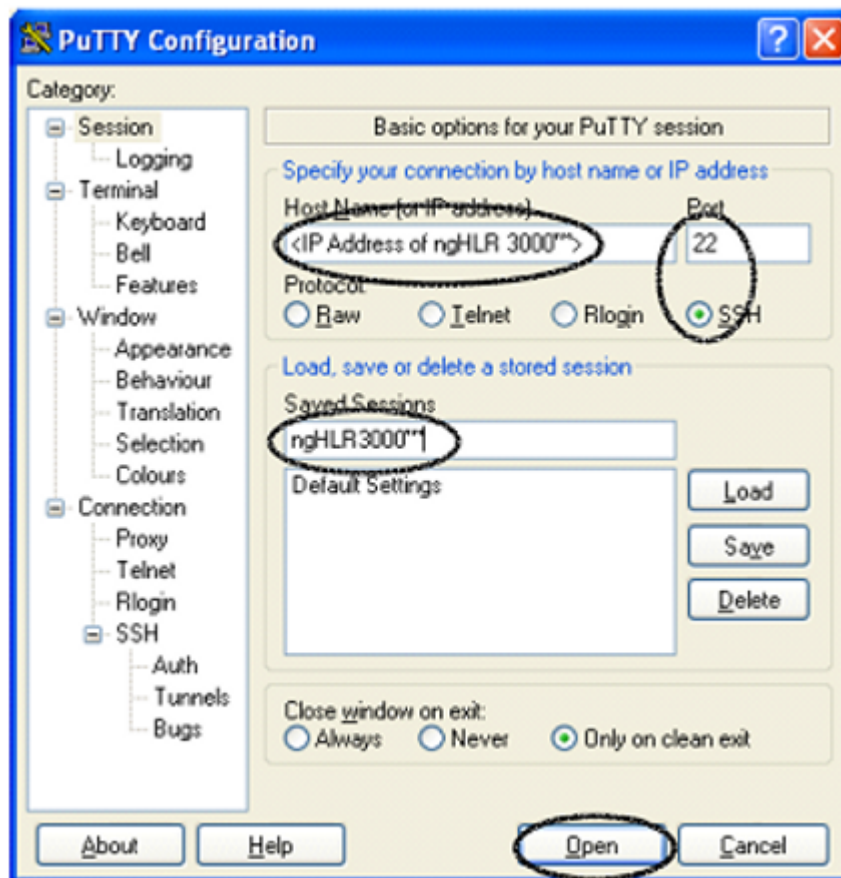 PuTTY Configuration
Category:
Session
Logging
Terminal
Keyboard
Bell
Features
Window
Appearance
Behaviour
Translation
Selection
Colours
Connection
Proxy
Telnet
Rlogin
SSH
Auth
Tunnels
Bugs
Basic options for your PuTTY session
Specify your connection by host name or IP address
Host Name (or IP address)
Port
<IP Address of ngHLR 3000"">
22
Protocol:
Raw
Telnet
Rlogin
SSH
Load, save or delete a stored session
Saved Sessions
ngHLR3000""
Default Settings
Load
Save
Delete
Close window on exit:
Always
Never
Only on clean exit
About
Help
Open
Cancel